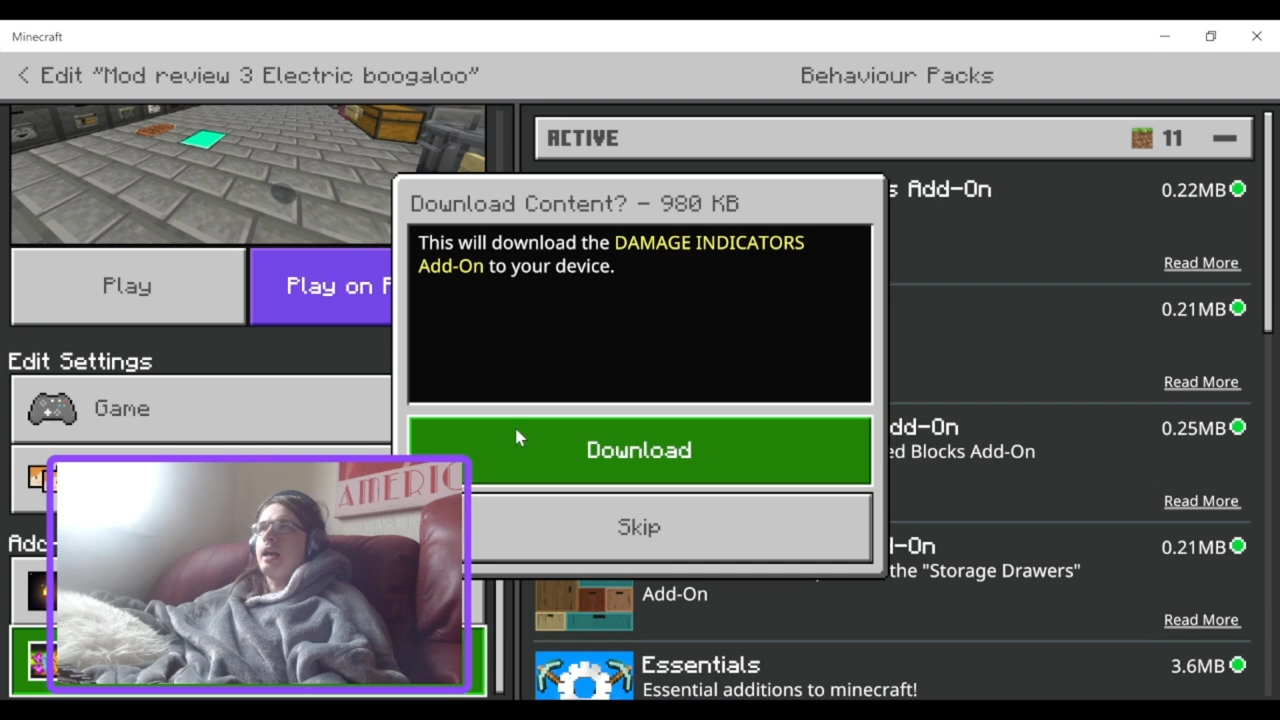 Minecraft
Edit "Mod review 3 Electric boogaloo"
Behaviour Packs
ACTIVE
11
s Add-On
0.22MB
Read More
0.21MB
Read More
dd-On
0.25MB
ed Blocks Add-On
Read More
l-On
0.21MB
the "Storage Drawers"
Add-On
Read More
Essentials
3.6MB
Essential additions to minecraft!
Download Content? - 980 KB
This will download the DAMAGE INDICATORS
Add-On to your device.
Download
Skip
Play
Play on
Edit Settings
Game
AMERIC